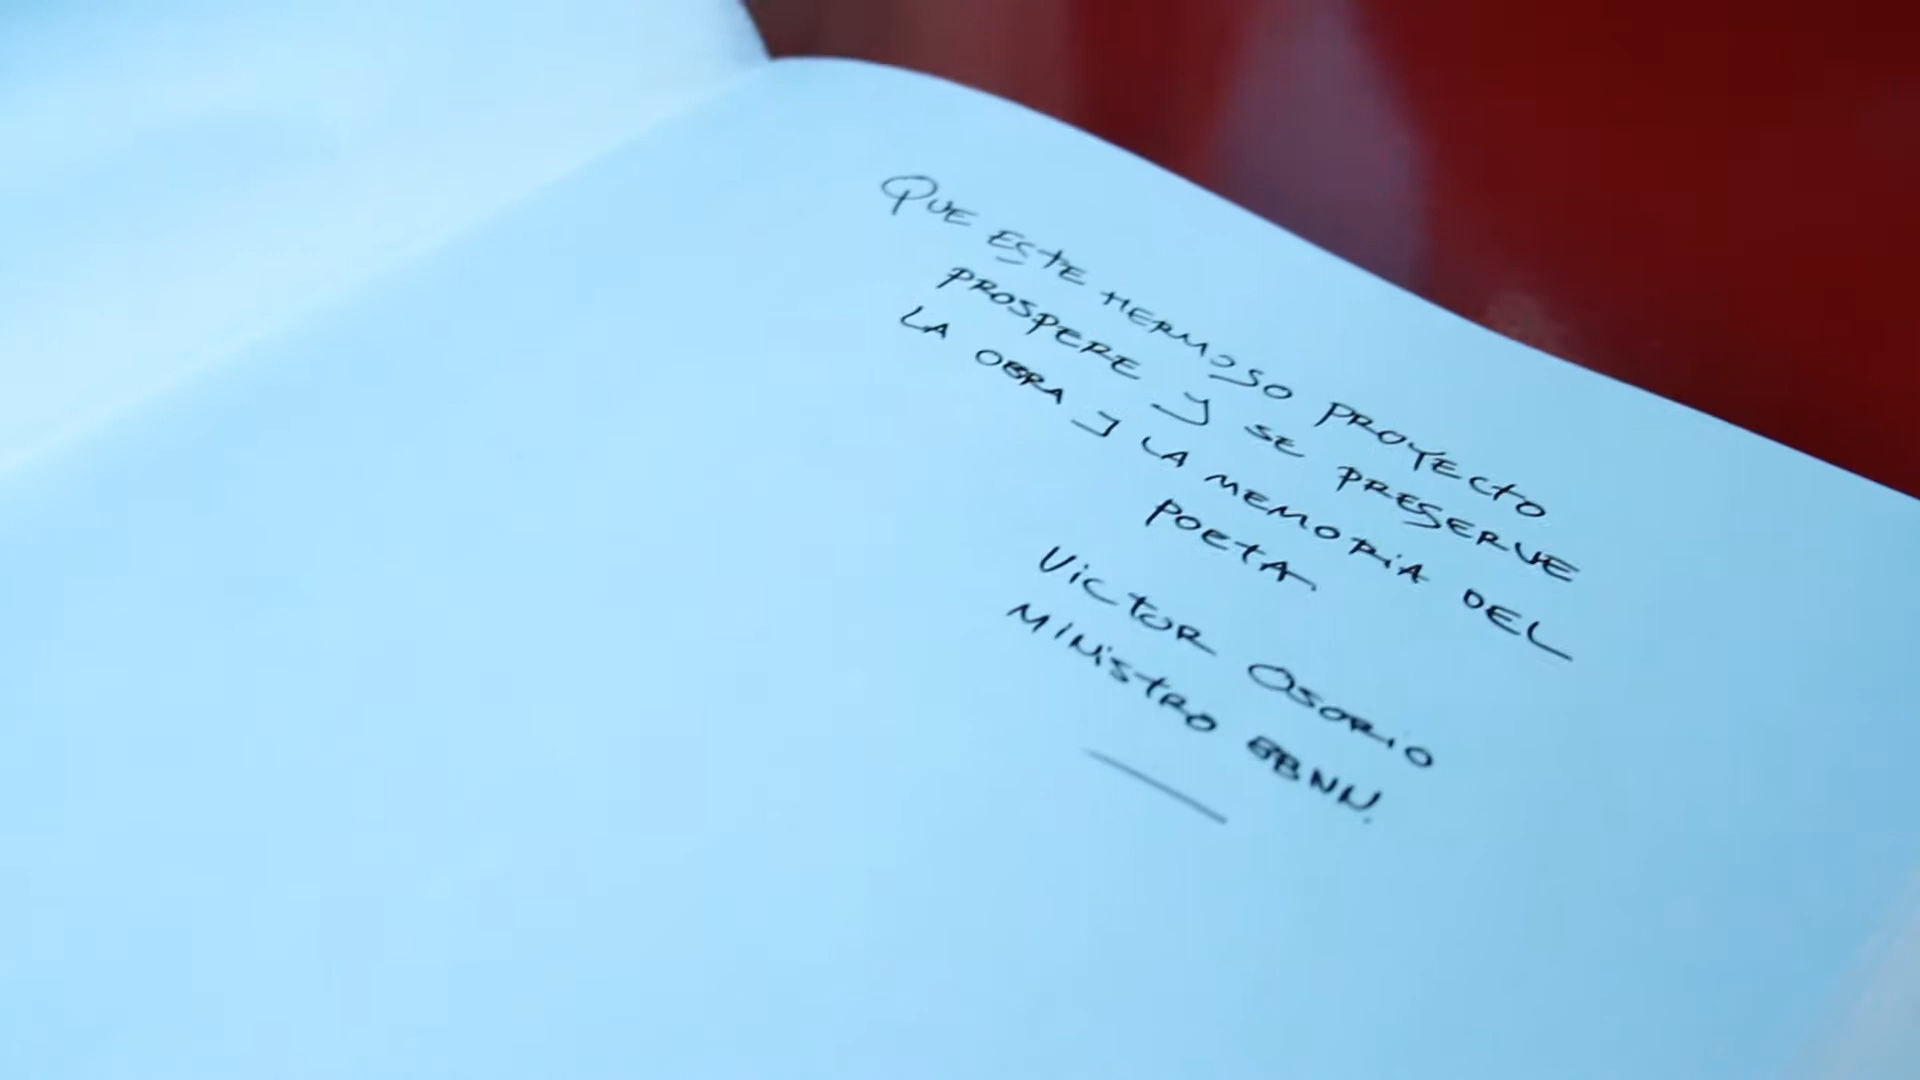 QUE ESTE HERMOSO PROYECTO
PROSPERE Y SE PRESERVE
LA OBRA Y LA MEMORIA DEL
POETA
VICTOR OSORIO
MINISTRO BBNN.